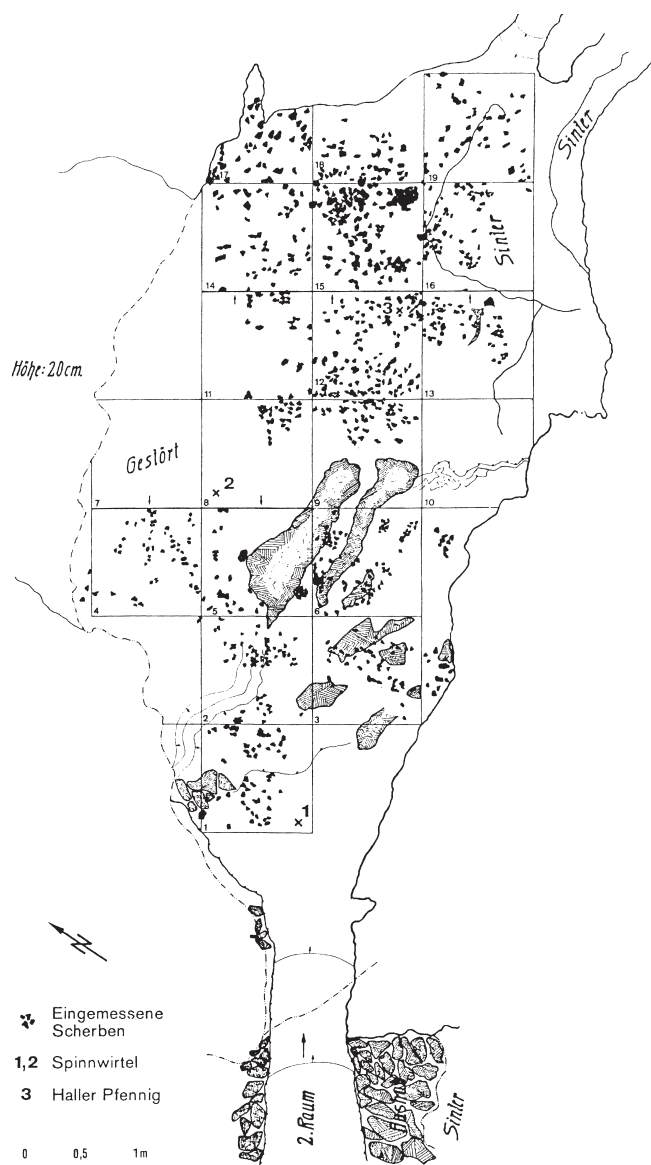 Sinter
17
18
19
Sinter
14
15
16
3
Höhe: 20cm.
12
11
13
Gestört
2
7
8
9
10
4
5
6
2
3
1
1
N
Eingemessene
Scherben
1,2 Spinnwirtel
3 Haller Pfennig
2. Raum
Sinter
0 0,5 1m